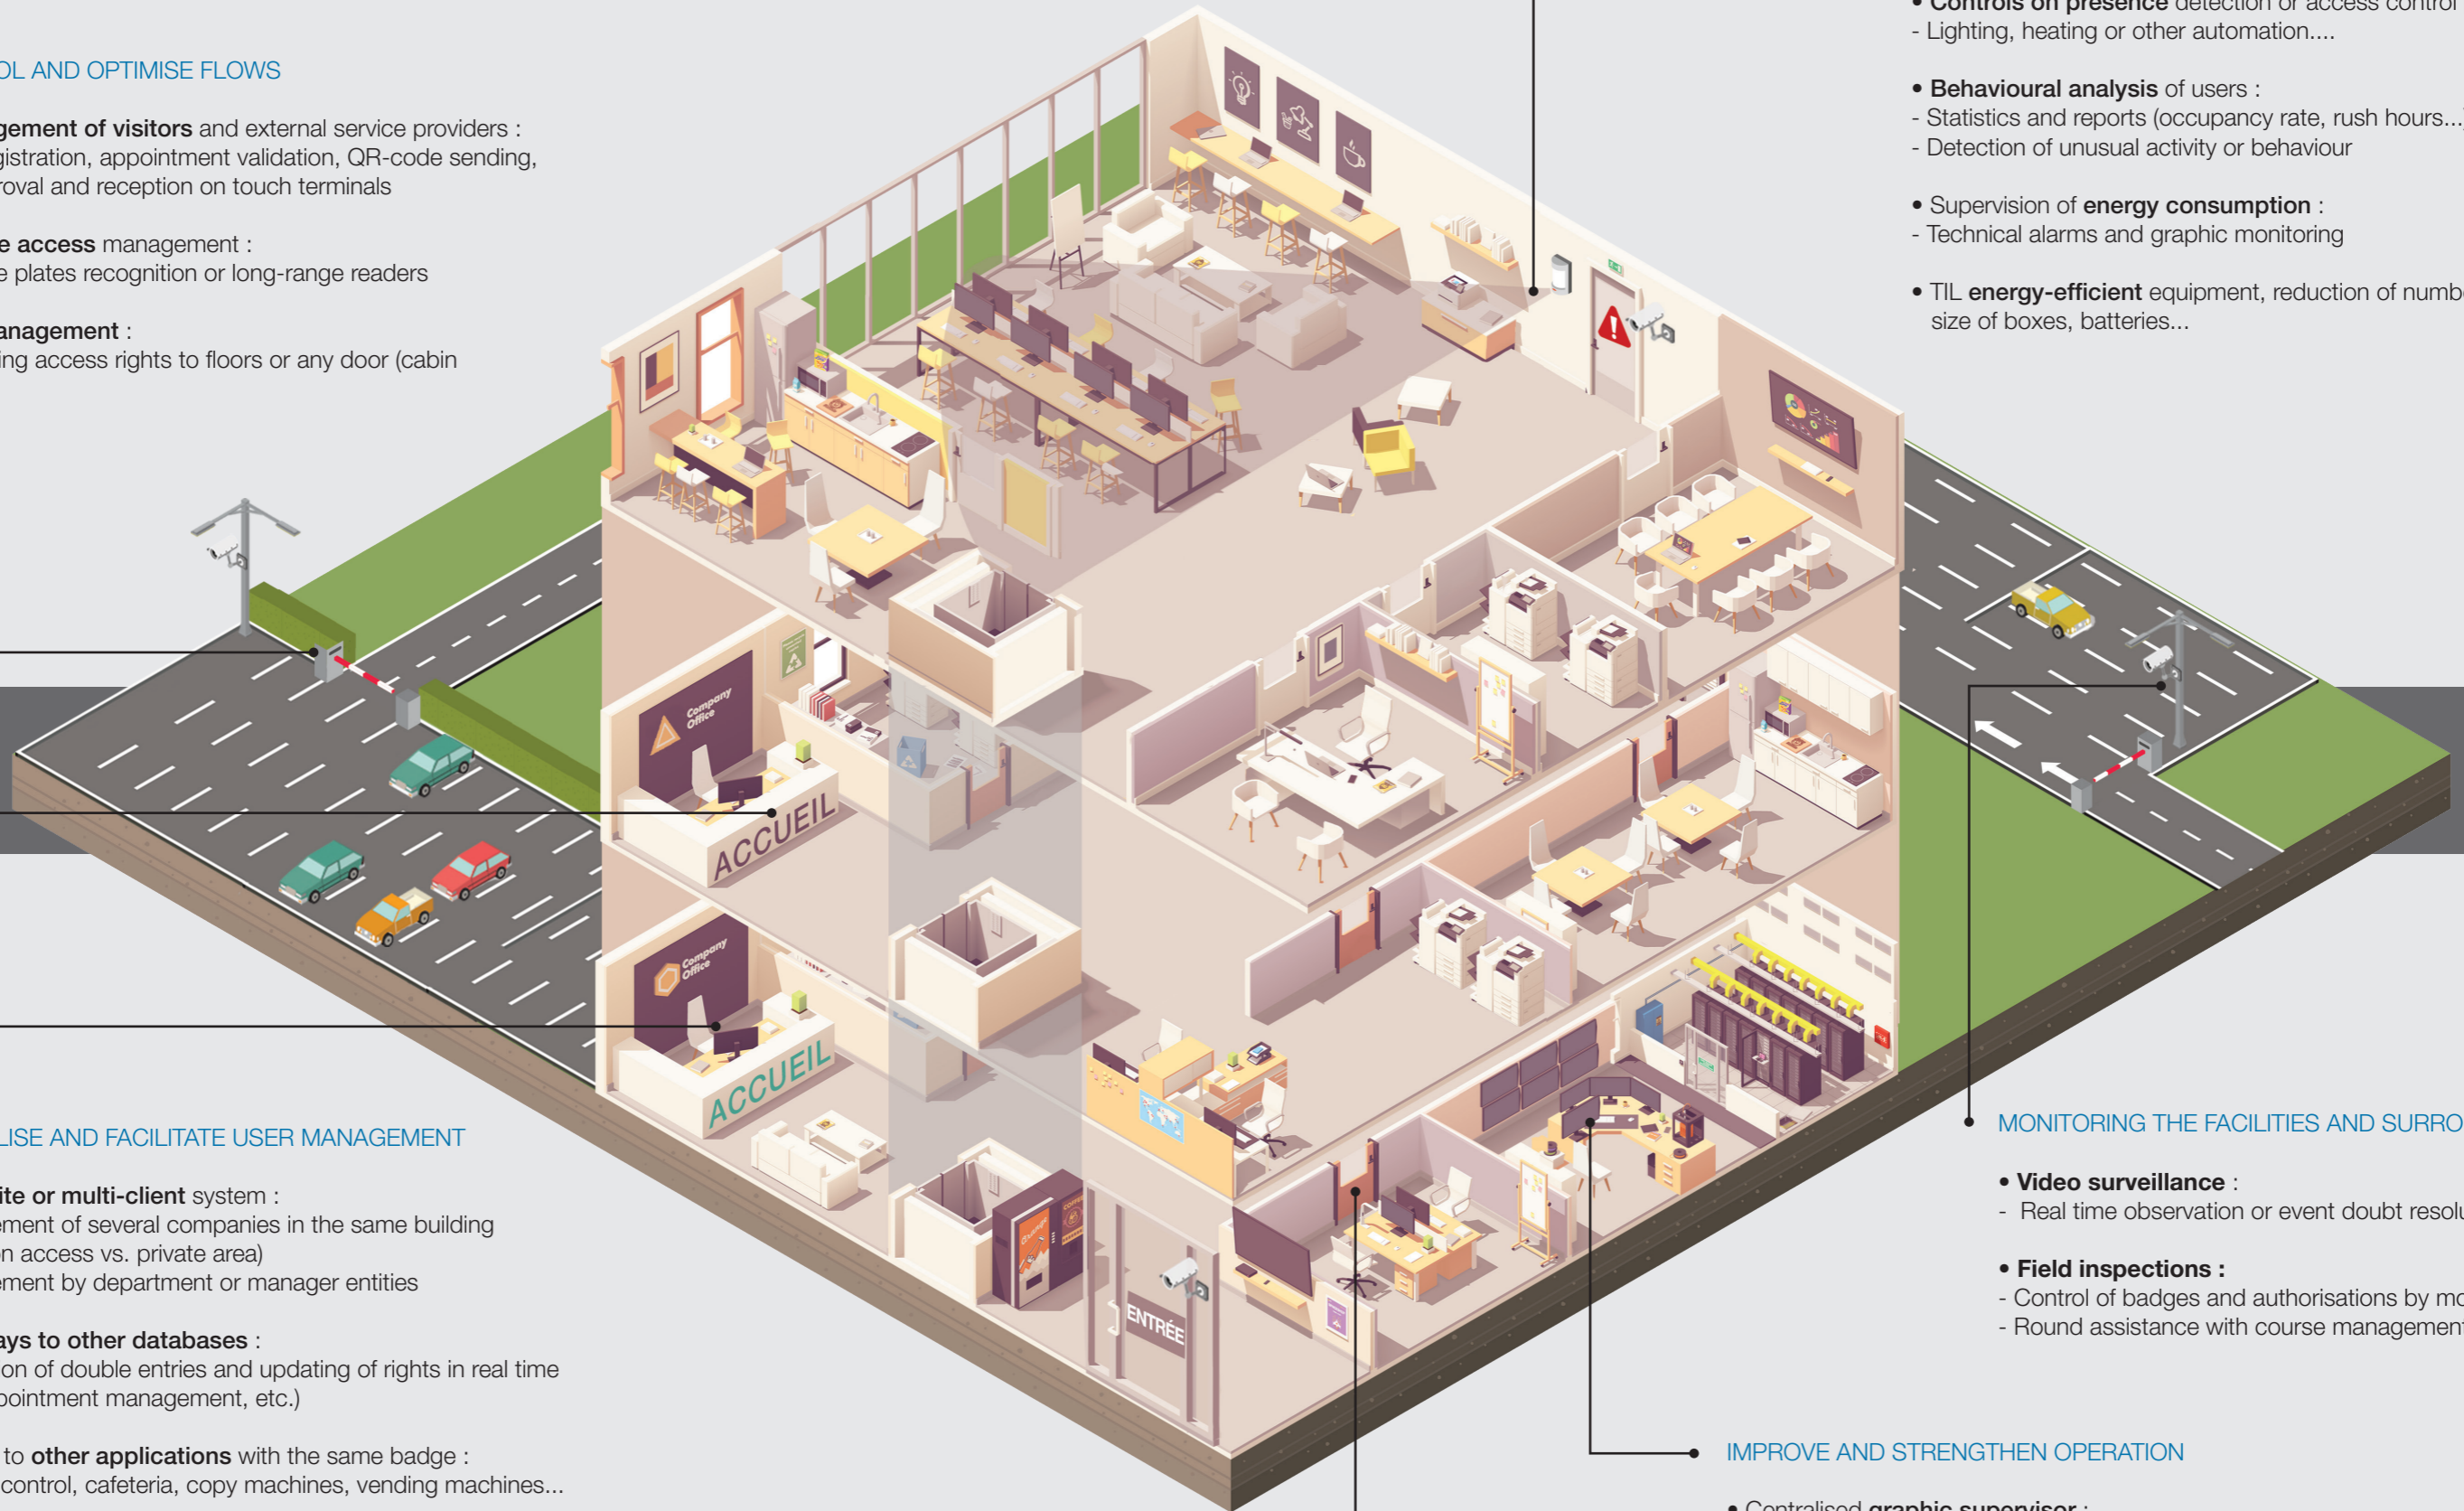 OL AND OPTIMISE FLOWS
gement of visitors and external service providers :
gistration, appointment validation, QR-code sending,
roval and reception on touch terminals
e access management :
e plates recognition or long-range readers
anagement :
ing access rights to floors or any door (cabin
• Controls on presence detection or access control
- Lighting, heating or other automation....
• Behavioural analysis of users :
- Statistics and reports (occupancy rate, rush hours...)
- Detection of unusual activity or behaviour
• Supervision of energy consumption :
- Technical alarms and graphic monitoring
• TIL energy-efficient equipment, reduction of numbe
size of boxes, batteries...
Company
Office
ACCUEIL
Company
Office
ACCUEIL
ENTRÉE
LISE AND FACILITATE USER MANAGEMENT
ite or multi-client system :
ement of several companies in the same building
on access vs. private area)
ement by department or manager entities
ays to other databases :
ion of double entries and updating of rights in real time
pointment management, etc.)
to other applications with the same badge :
control, cafeteria, copy machines, vending machines...
MONITORING THE FACILITIES AND SURRO
• Video surveillance :
- Real time observation or event doubt resolu
• Field inspections :
- Control of badges and authorisations by mo
- Round assistance with course management
IMPROVE AND STRENGTHEN OPERATION
• Centralised graphic supervisor :